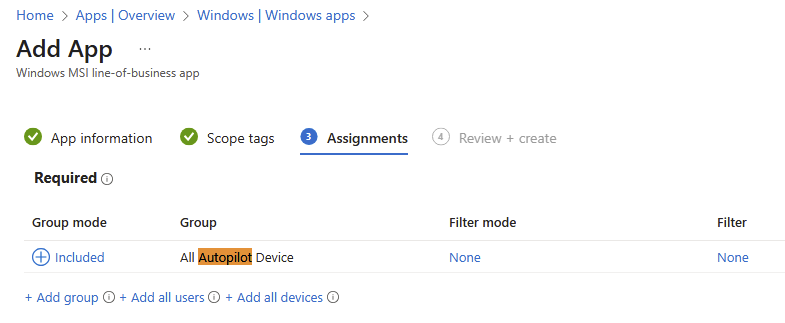 Home > Apps | Overview > Windows | Windows apps >
Add App ...
Windows MSI line-of-business app
App information Scope tags 3 Assignments 4 Review + create
Required
Group mode Group Filter mode Filter
Included All Autopilot Device None None
+ Add group + Add all users + Add all devices